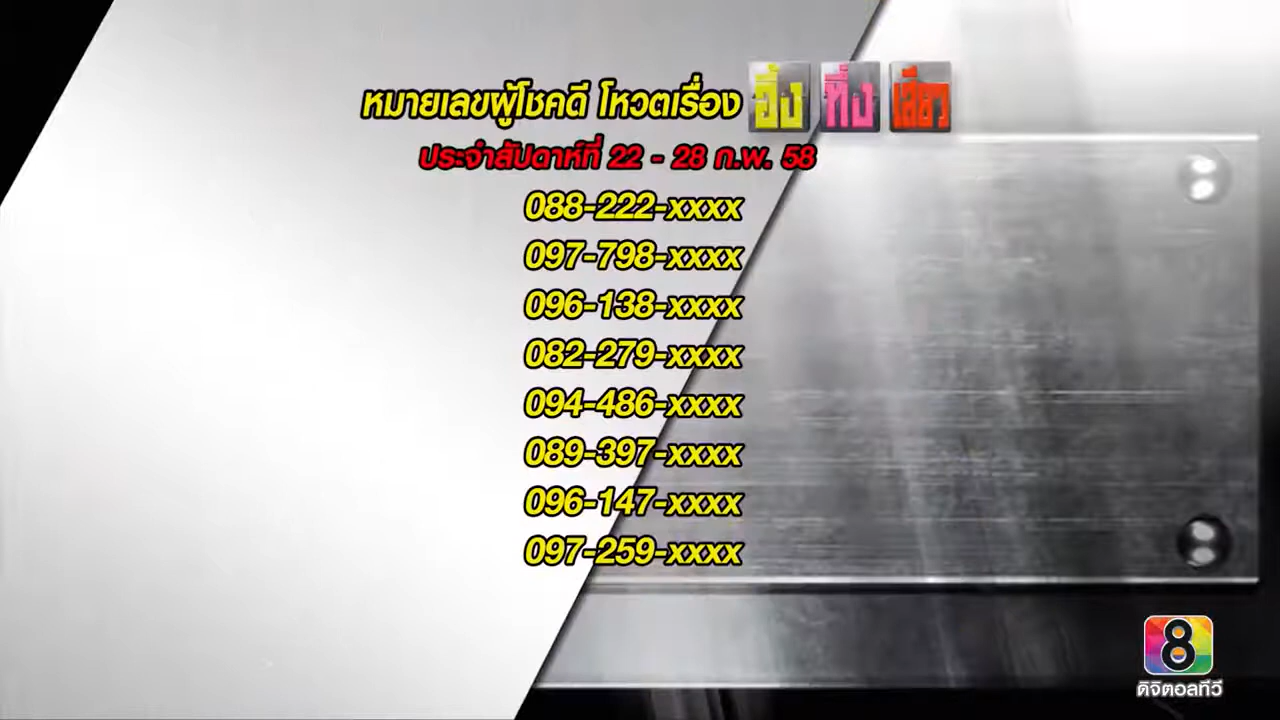 หมายเลขผู้โชคดี โหวตเรื่อง อึ้ง ทึ่ง เสียว
ประจำสัปดาห์ที่ 22 - 28 ก.พ. 58
088-222-xxxx
097-798-xxxx
096-138-xxxx
082-279-xxxx
094-486-xxxx
089-397-xxxx
096-147-xxxx
097-259-xxxx
8
ดิจิตอลทีวี